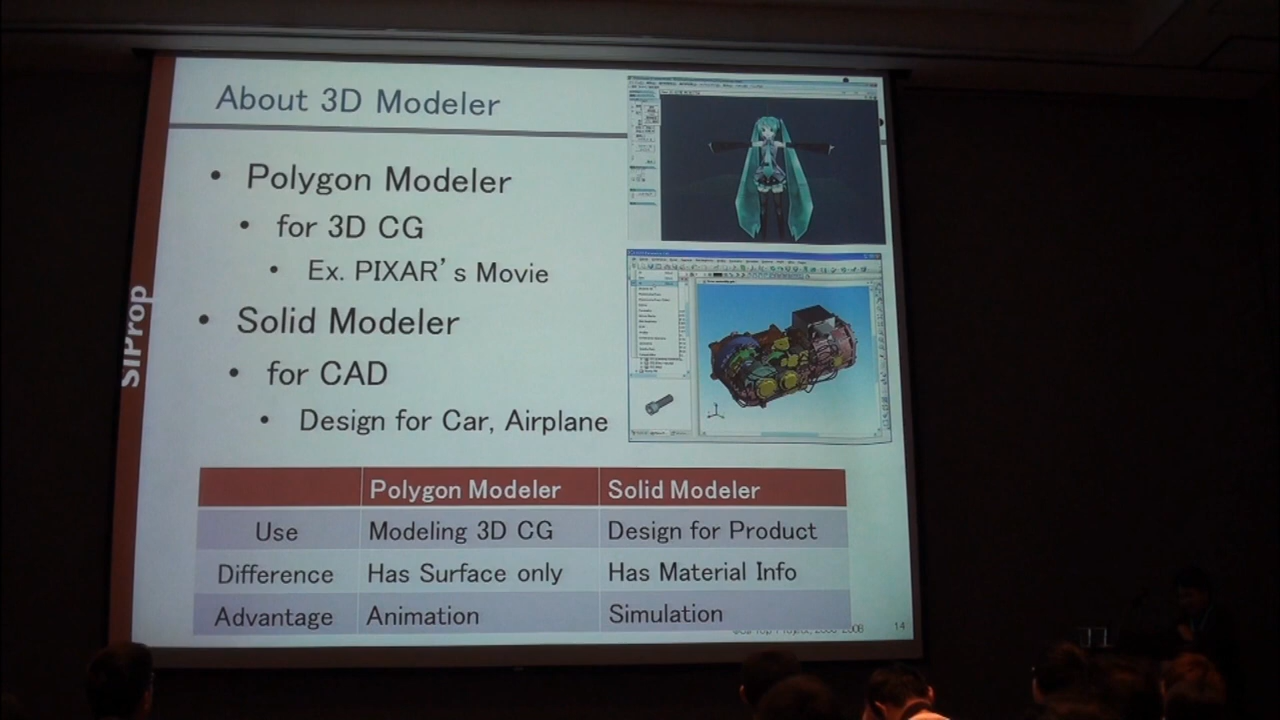 About 3D Modeler
• Polygon Modeler
• for 3D CG
• Ex. PIXAR's Movie
• Solid Modeler
• for CAD
• Design for Car, Airplane
SIProp
Polygon Modeler Solid Modeler
Use Modeling 3D CG Design for Product
Difference Has Surface only Has Material Info
Advantage Animation Simulation
Project, 2008
14